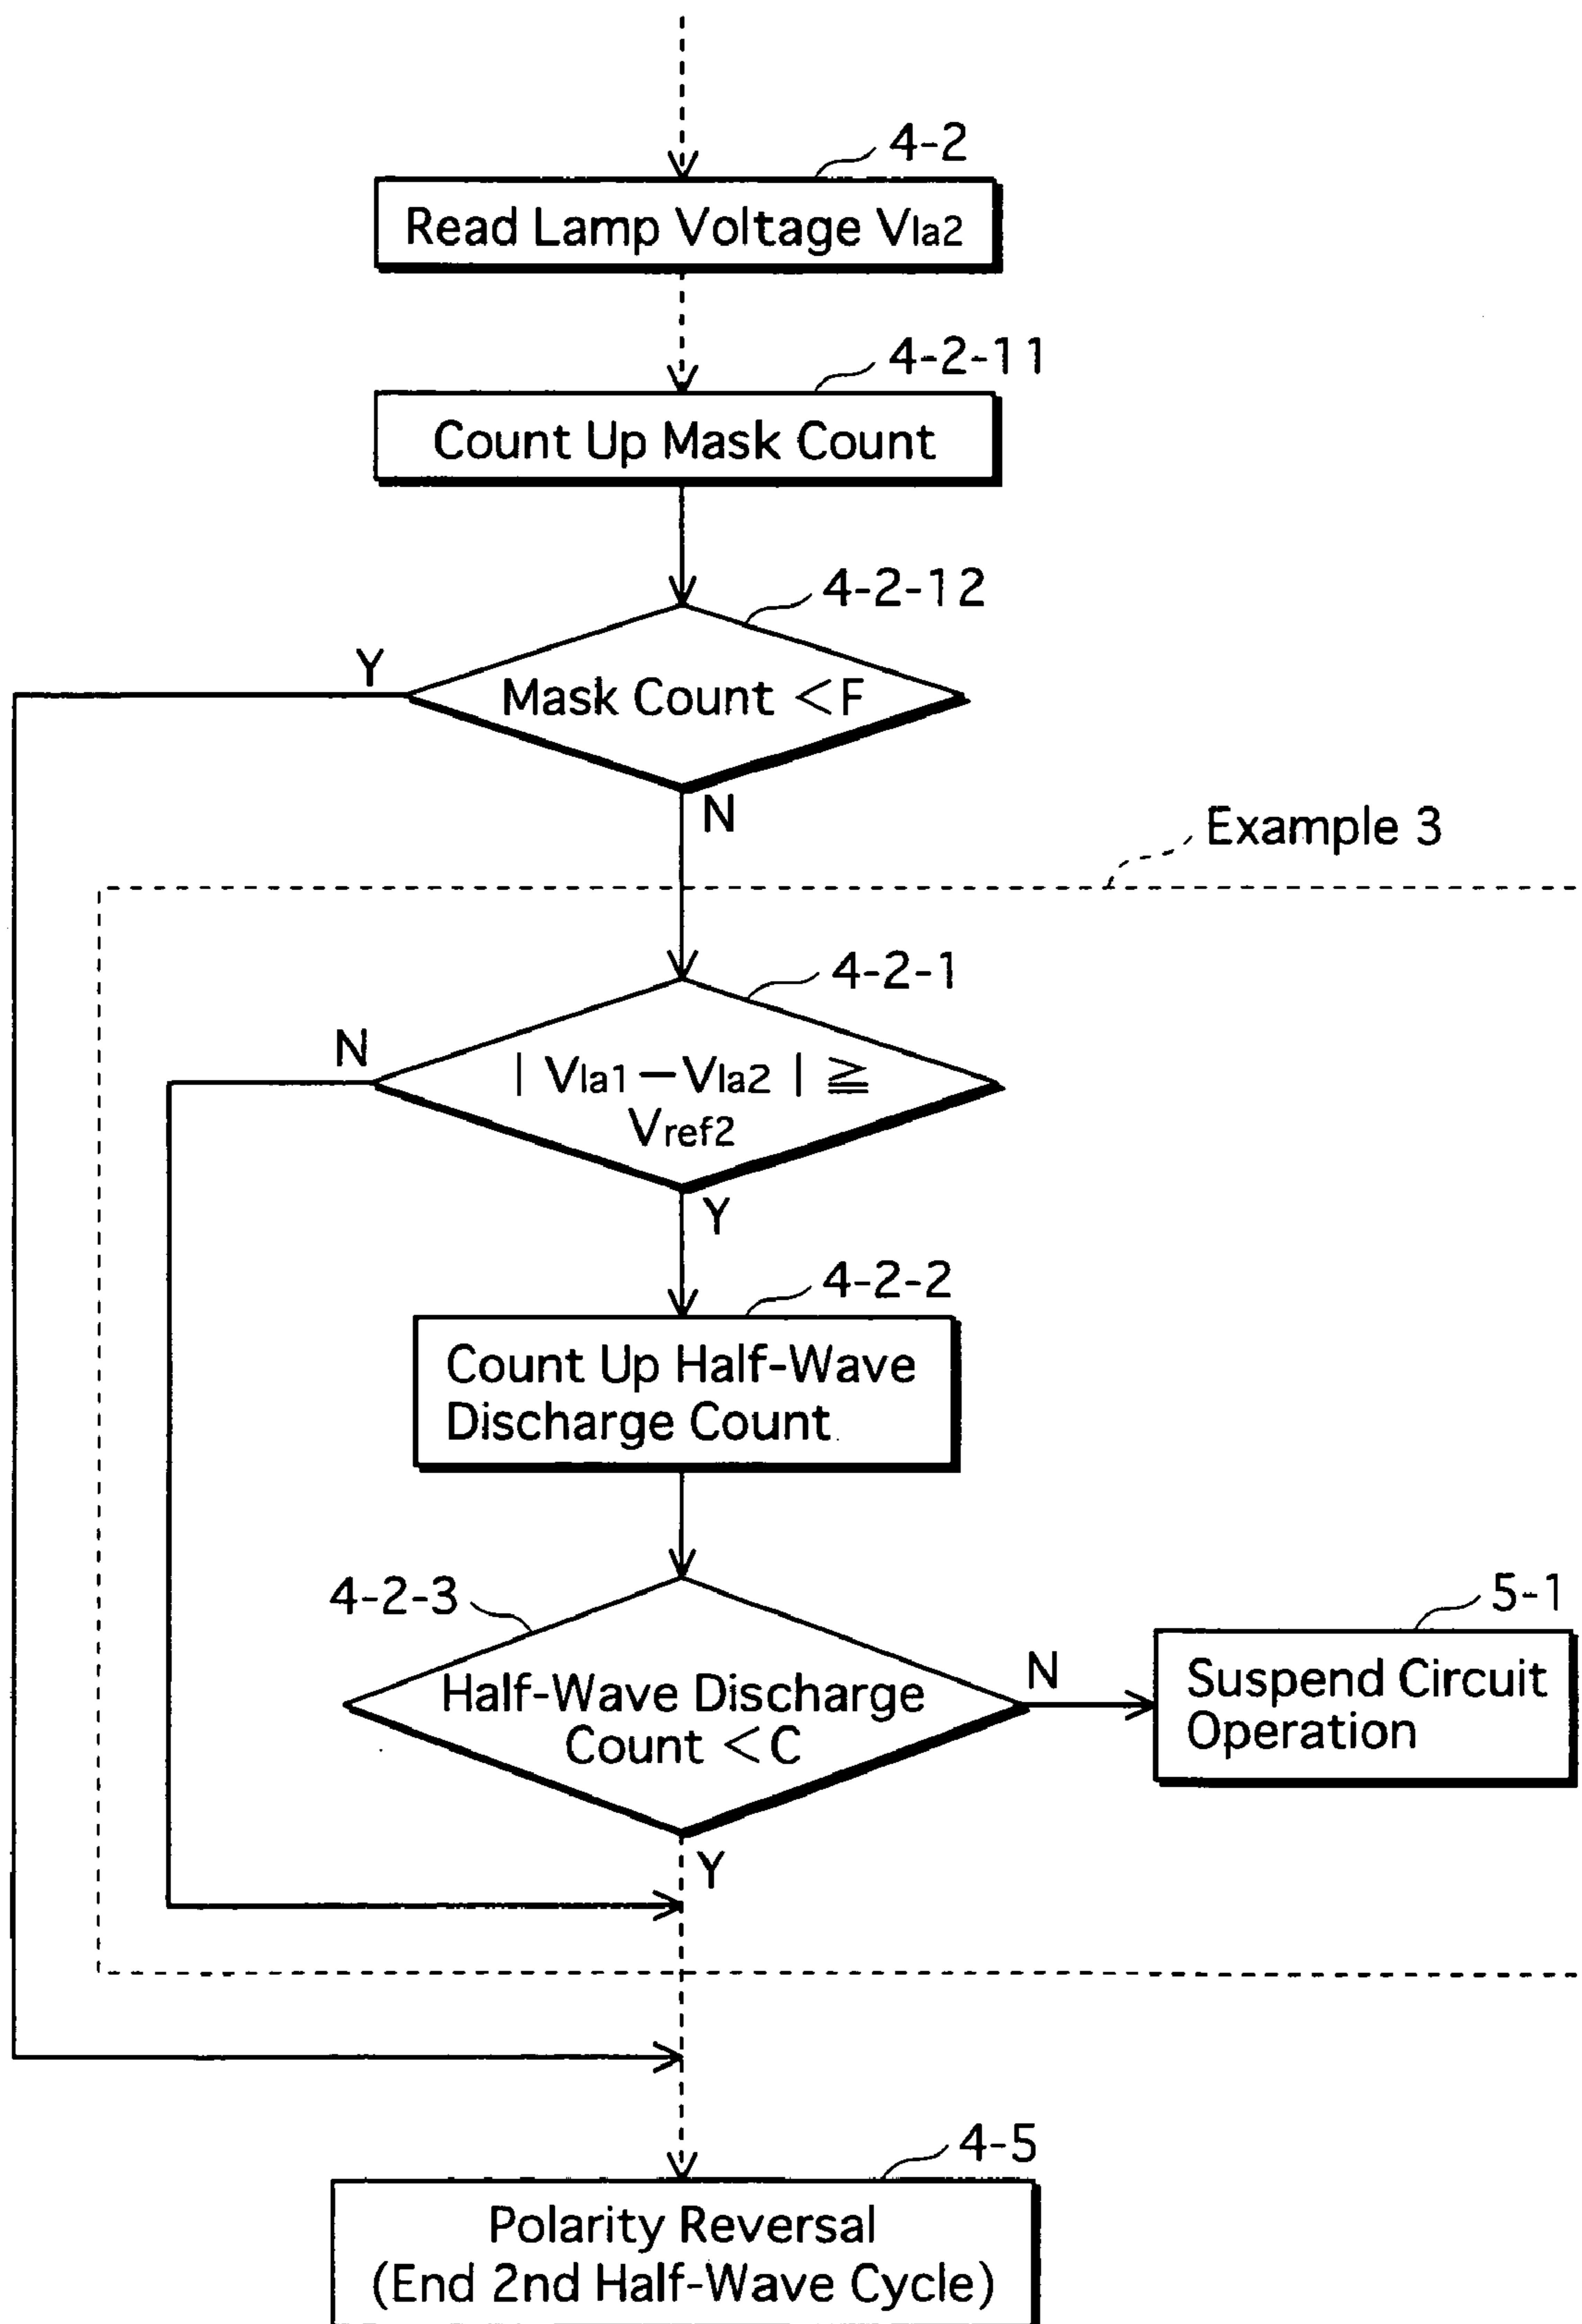 4-2
Read Lamp Voltage Vla2
4-2-11
Count Up Mask Count
4-2-12
Y
Mask Count <F
N
Example 3
4-2-1
N
| Vla1－Vla2 | ≧
Vref2
Y
4-2-2
Count Up Half-Wave
Discharge Count
4-2-3
5-1
N
Half-Wave Discharge
Count <C
Suspend Circuit
Operation
Y
4-5
Polarity Reversal
(End 2nd Half-Wave Cycle)